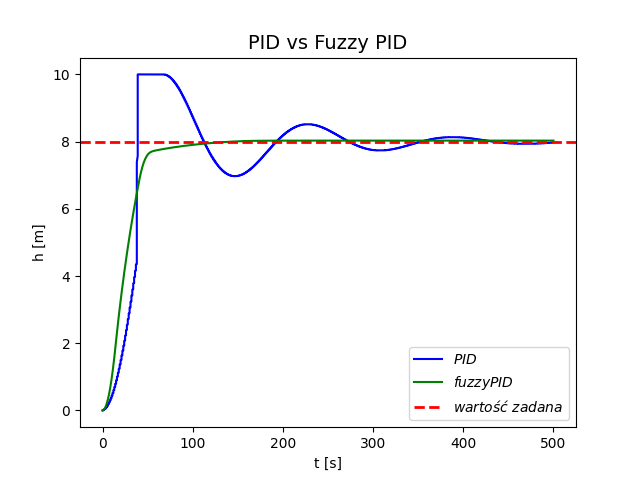 PID vs Fuzzy PID
h [m]
10
8
6
4
2
0
0 100 200 300 400 500
t [s]
PID
fuzzyPID
wartość zadana